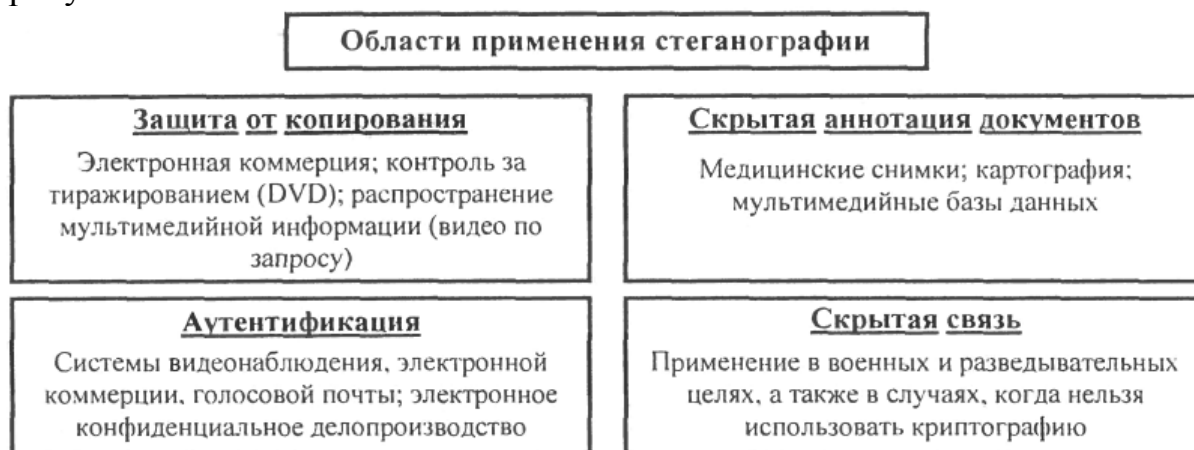 Области применения стеганографии
Защита от копирования
Электронная коммерция; контроль за
тиражированием (DVD); распространение
мультимедийной информации (видео по
запросу)
Скрытая аннотация документов
Медицинские снимки; картография;
мультимедийные базы данных
Аутентификация
Системы видеонаблюдения, электронной
коммерции, голосовой почты; электронное
конфиденциальное делопроизводство
Скрытая связь
Применение в военных и разведывательных
целях, а также в случаях, когда нельзя
использовать криптографию